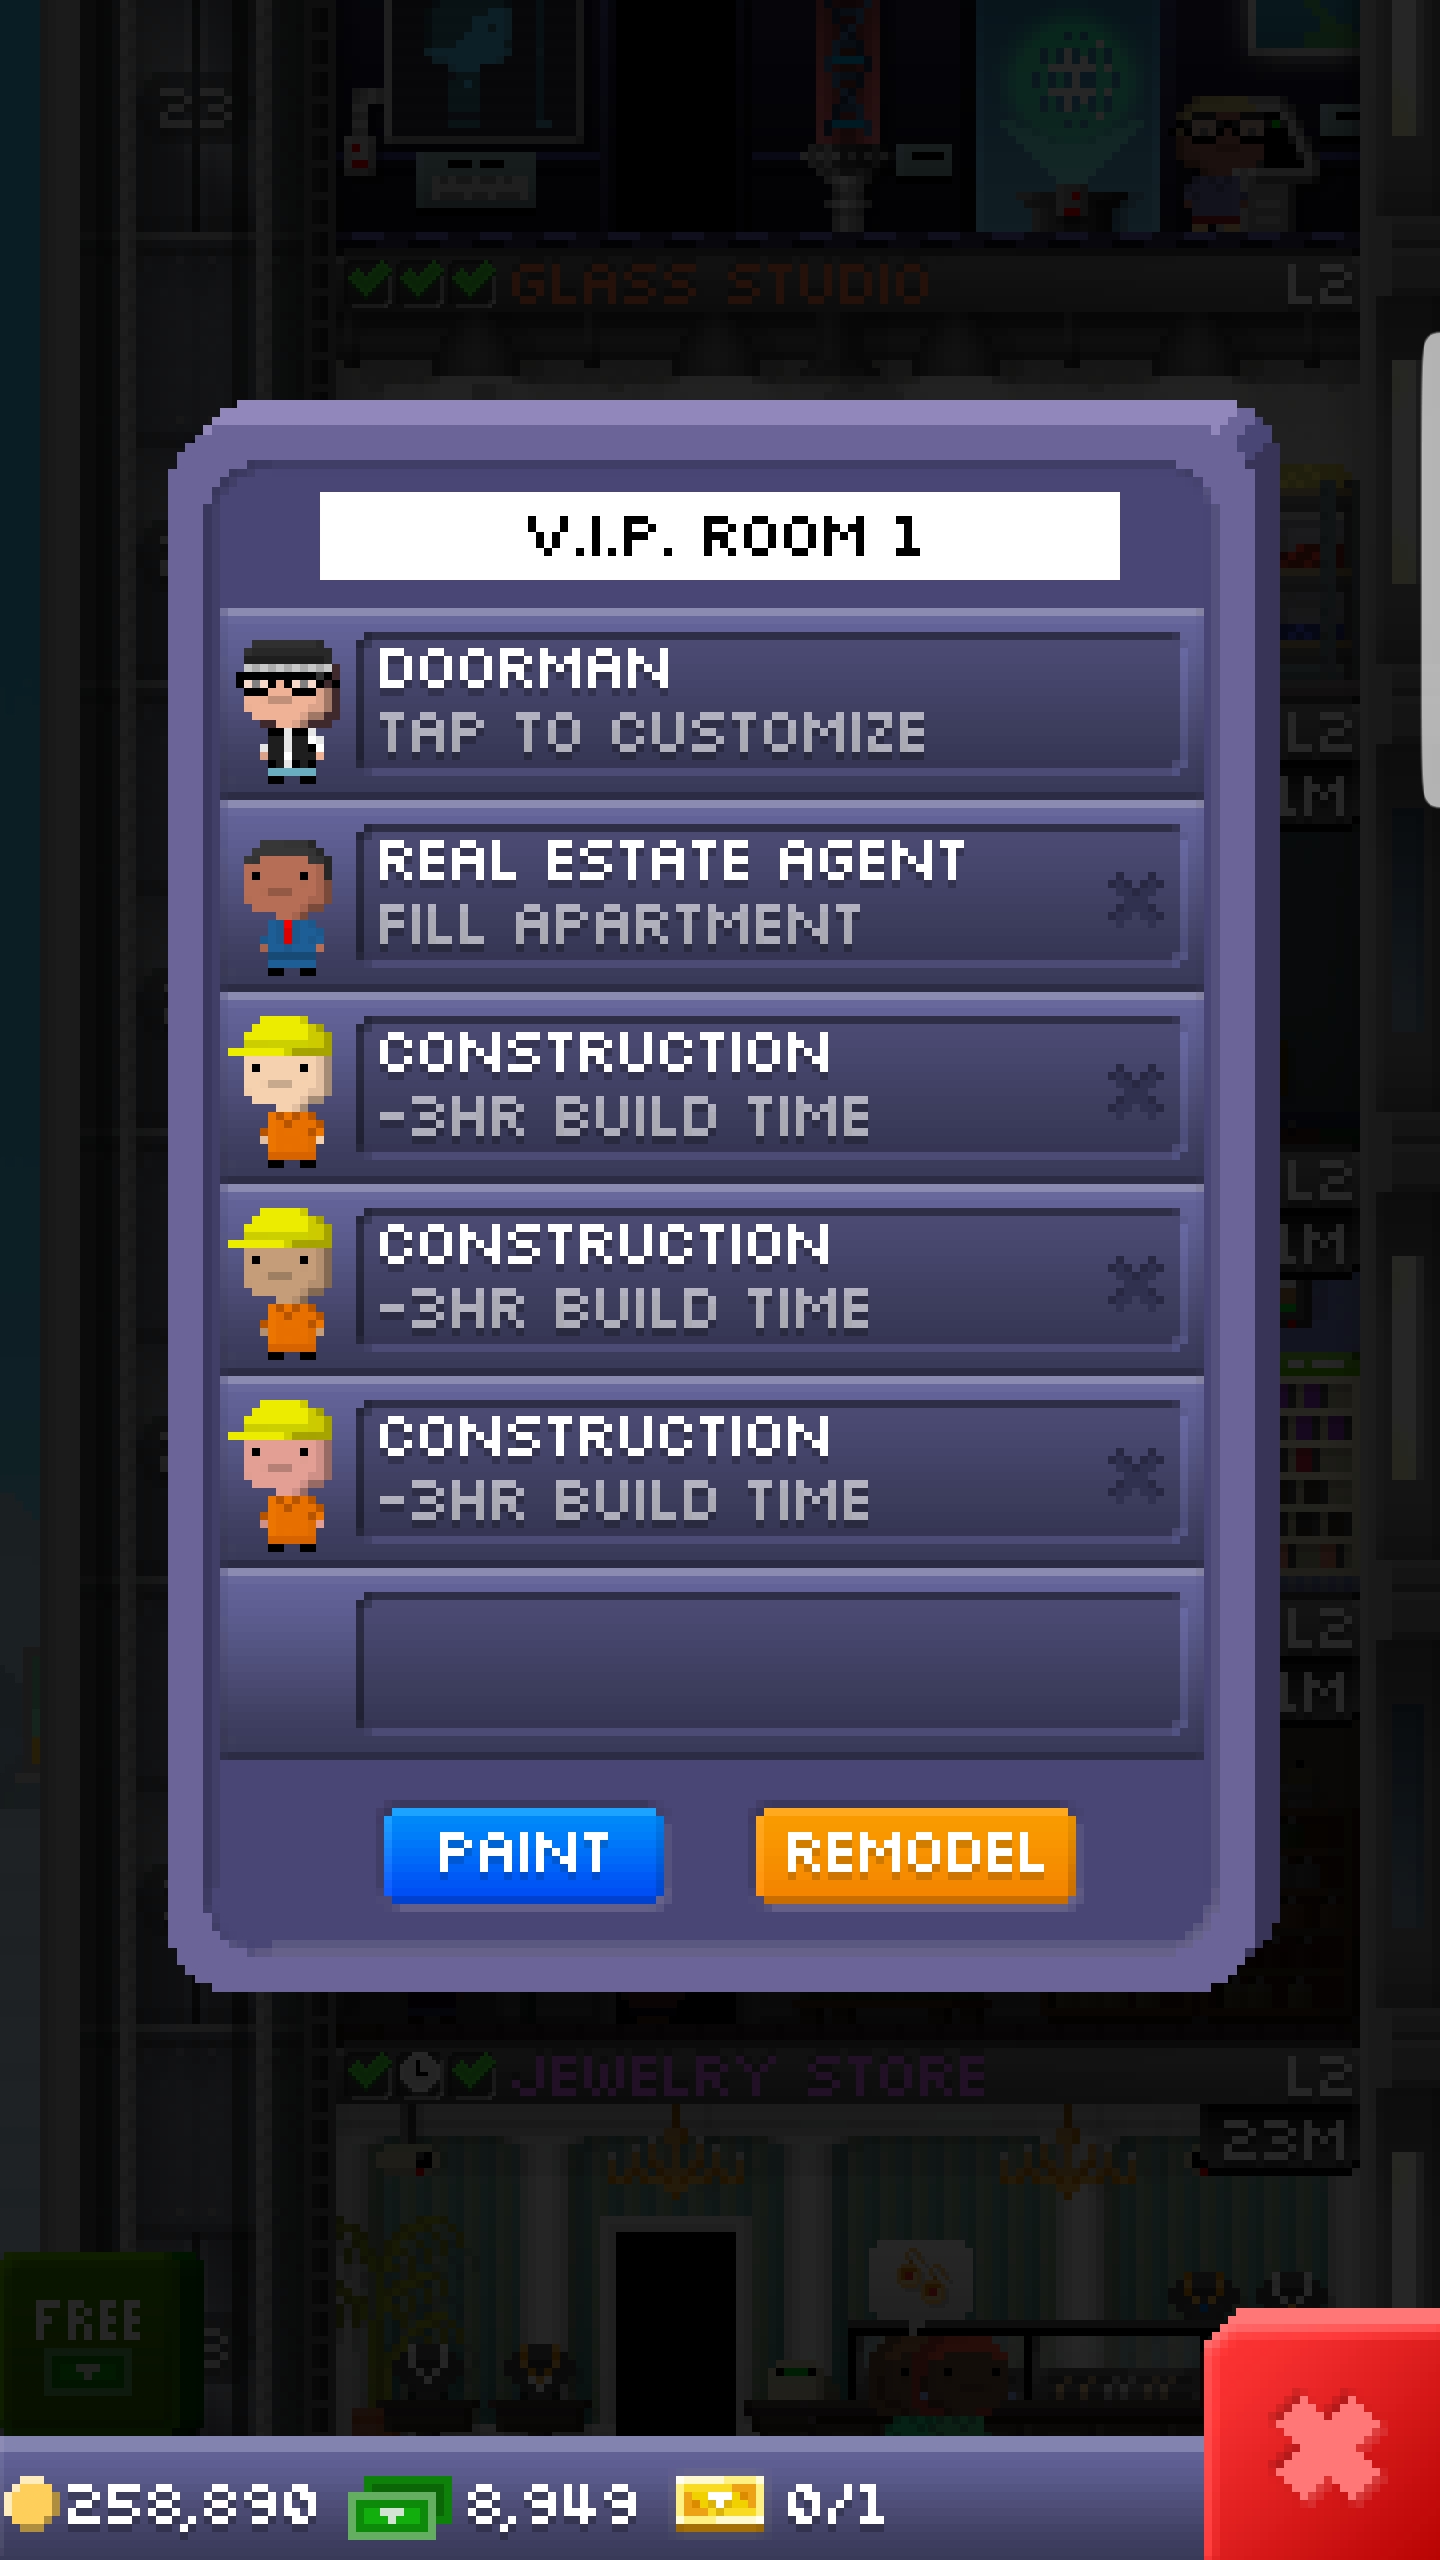 23
GLASS STUDIO
L2
V.I.P. ROOM 1
DOORMAN
TAP TO CUSTOMIZE
L2
1M
REAL ESTATE AGENT
FILL APARTMENT
CONSTRUCTION
-3HR BUILD TIME
L2
CONSTRUCTION
1M
-3HR BUILD TIME
CONSTRUCTION
-3HR BUILD TIME
L2
1M
PAINT
REMODEL
JEWELRY STORE
L2
23M
FREE
258,890
8,949
0/1